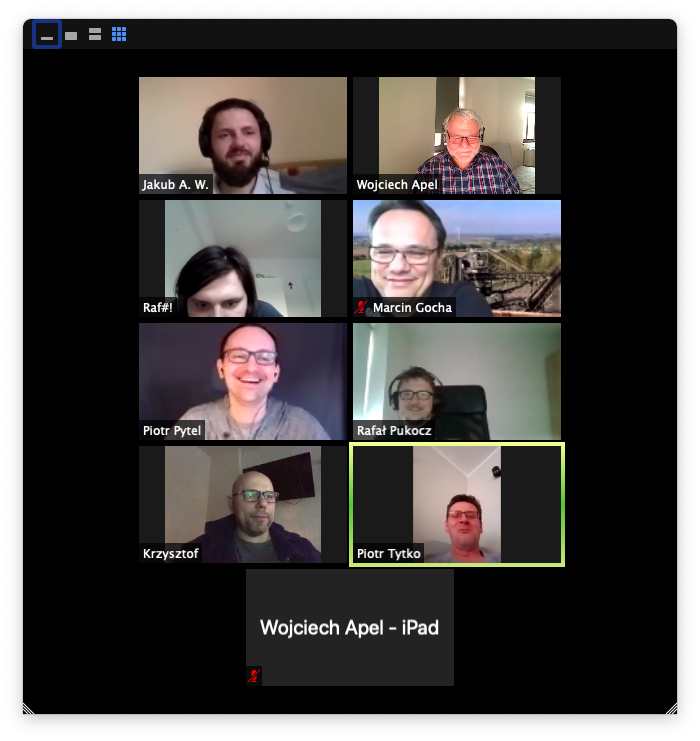 Jakub A. W.
Wojciech Apel
Raf#!
Marcin Gocha
Piotr Pytel
Rafał Pukocz
Krzysztof
Piotr Tytko
Wojciech Apel - iPad